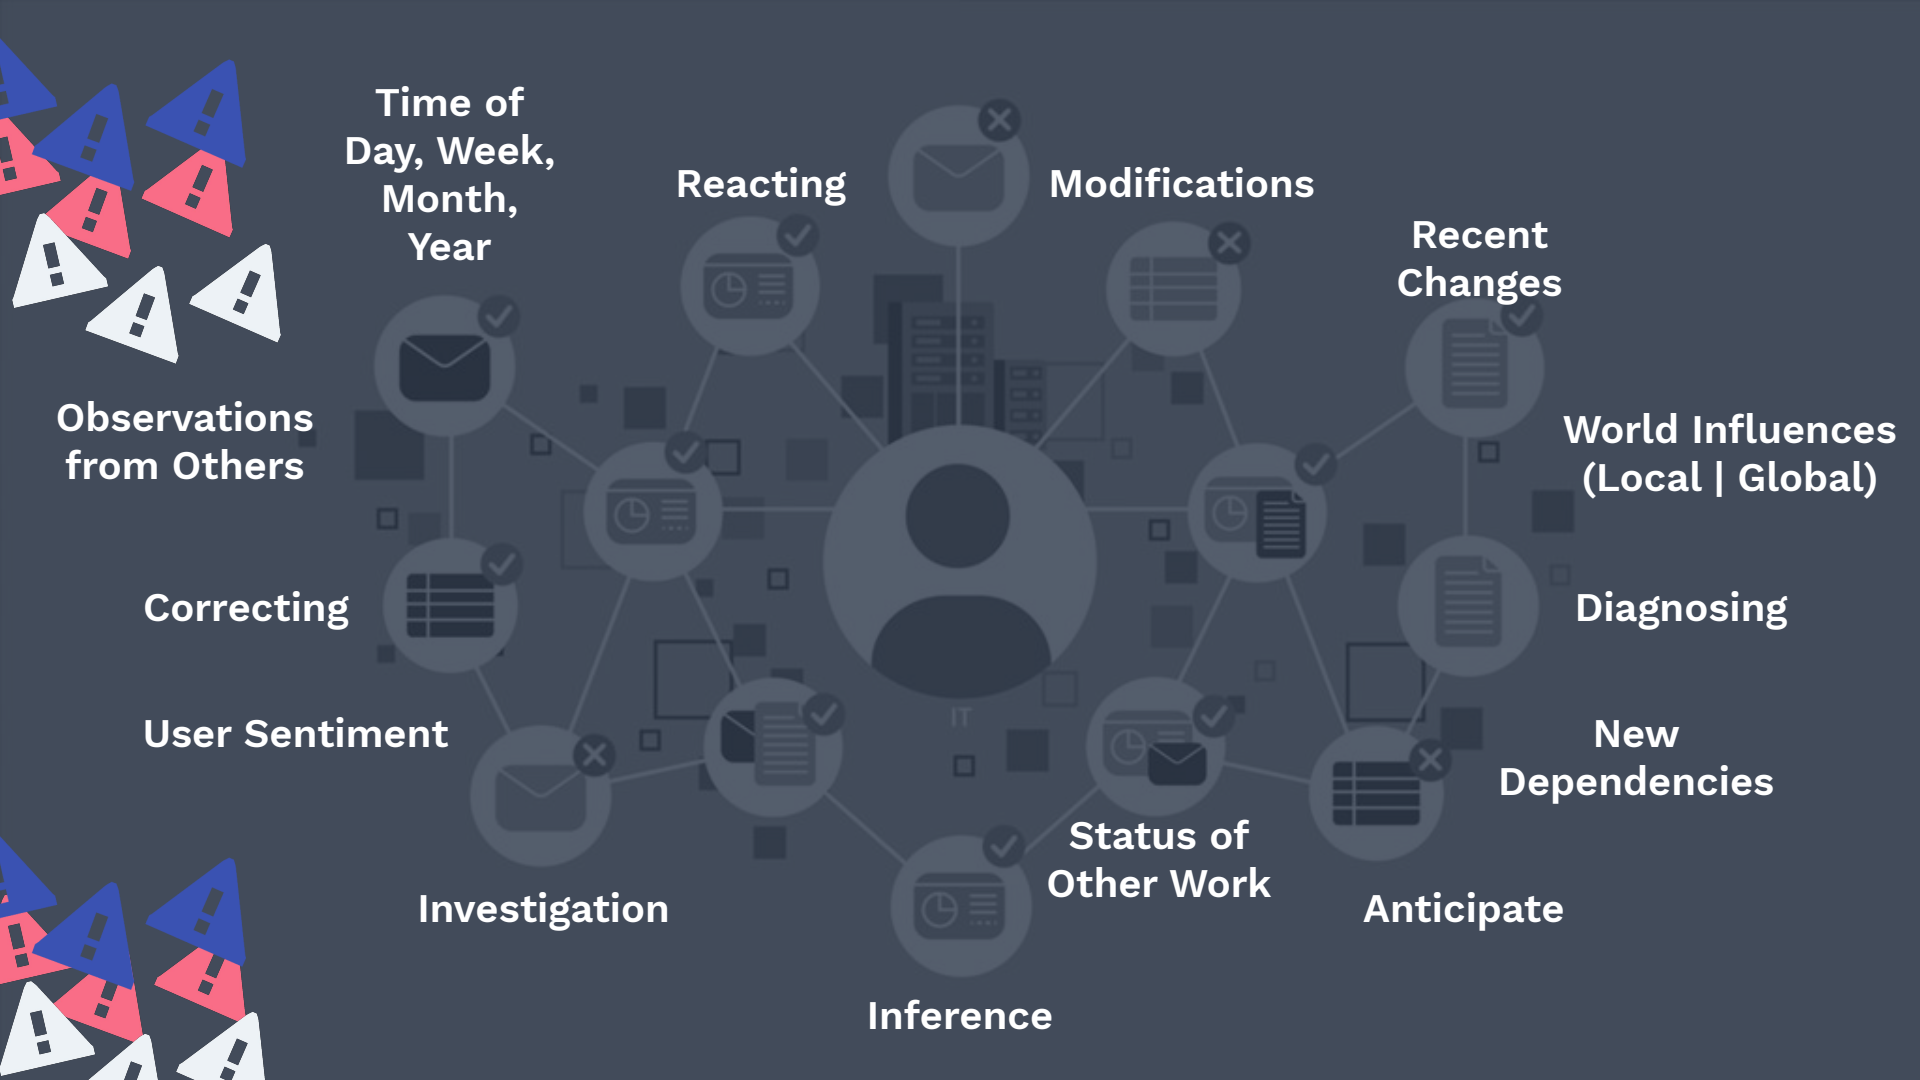 Time of
Day, Week,
Month,
Year
Reacting
Modifications
Recent
Changes
Observations
from Others
World Influences
(Local | Global)
Correcting
Diagnosing
User Sentiment
IT
New
Dependencies
Status of
Other Work
Investigation
Anticipate
Inference